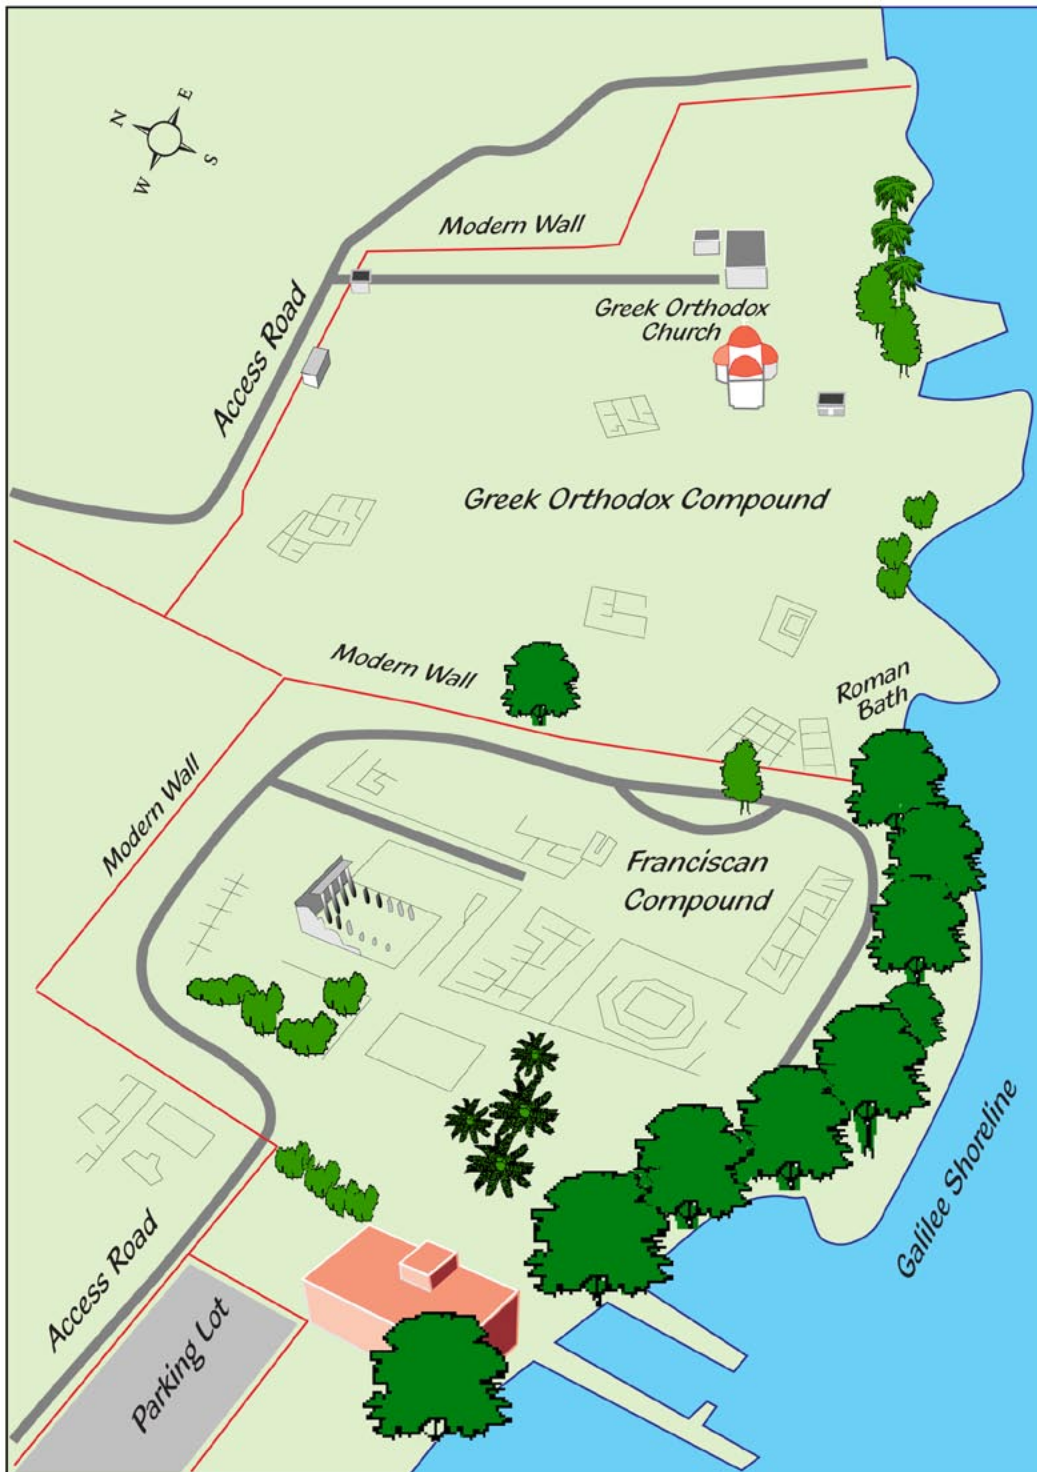 E
N
S
W
Modern Wall
Greek Orthodox
Church
Access Road
Greek Orthodox Compound
Modern Wall
Roman
Bath
Modern Wall
Franciscan
Compound
Galilee Shoreline
Access Road
Parking Lot